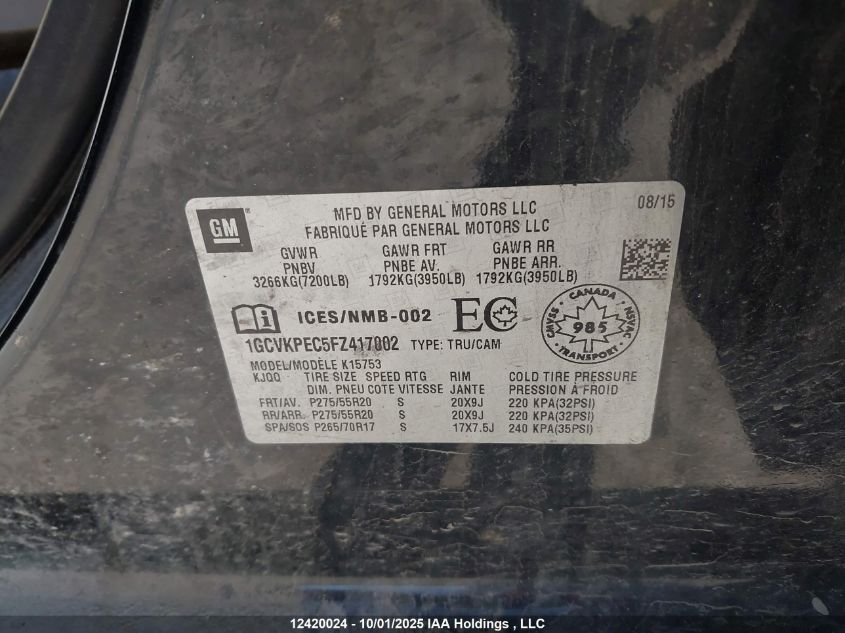 GM
MFD BY GENERAL MOTORS LLC
FABRIQUÉ PAR GENERAL MOTORS LLC
08/15
GVWR GAWR FRT GAWR RR
PNBV PNBE AV. PNBE ARR.
3266KG(7200LB) 1792KG(3950LB) 1792KG(3950LB)
i ICES/NMB-002 EC
CANADA
CMVSS 985 NSVAC
TRANSPORT
1GCVKPEC5FZ417002 TYPE: TRU/CAM
MODEL/MODÈLE K15753
KJQQ TIRE SIZE SPEED RTG RIM COLD TIRE PRESSURE
DIM. PNEU COTE VITESSE JANTE PRESSION À FROID
FRT/AV. P275/55R20 S 20X9J 220 KPA(32PSI)
RR/ARR. P275/55R20 S 20X9J 220 KPA(32PSI)
SPA/SOS P265/70R17 S 17X7.5J 240 KPA(35PSI)
12420024 - 10/01/2025 IAA Holdings , LLC